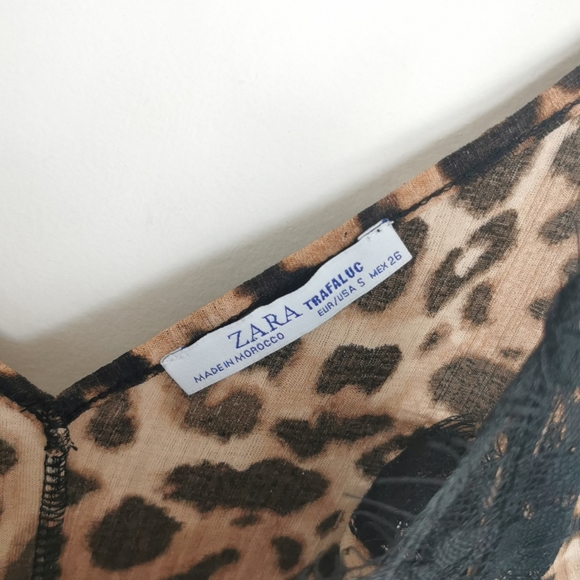 ZARA TRAFALUC
MADE IN MOROCCO EUR/USA S MEX 26